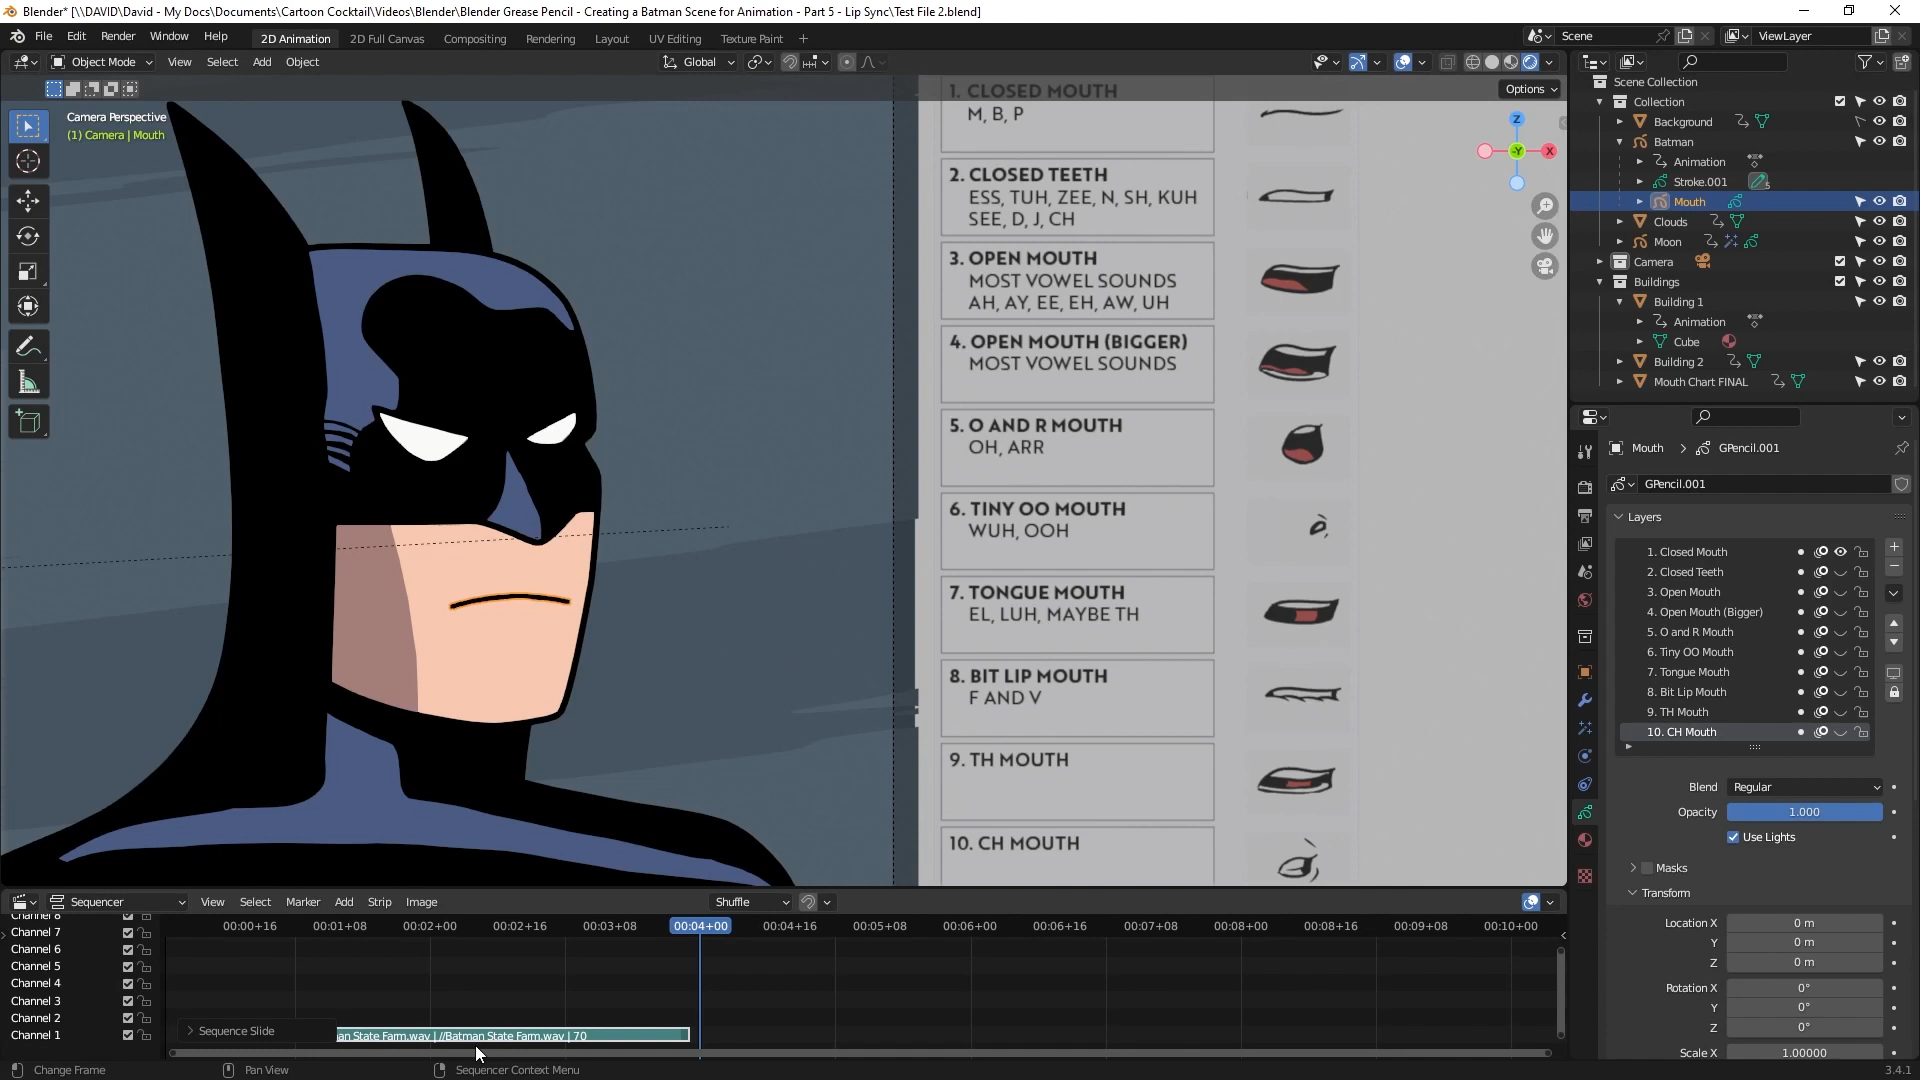 Blender* [\\DAVID\David - My Docs\Documents\Cartoon Cocktail\Videos\Blender\Blender Grease Pencil - Creating a Batman Scene for Animation - Part 5 - Lip Sync\Test File 2.blend]
File Edit Render Window Help 2D Animation 2D Full Canvas Compositing Rendering Layout UV Editing Texture Paint + Scene ViewLayer
Object Mode View Select Add Object Global
Options
Camera Perspective
(1) Camera | Mouth
Z
-Y
X
1. CLOSED MOUTH
M, B, P
2. CLOSED TEETH
ESS, TUH, ZEE, N, SH, KUH
SEE, D, J, CH
3. OPEN MOUTH
MOST VOWEL SOUNDS
AH, AY, EE, EH, AW, UH
4. OPEN MOUTH (BIGGER)
MOST VOWEL SOUNDS
5. O AND R MOUTH
OH, ARR
6. TINY OO MOUTH
WUH, OOH
7. TONGUE MOUTH
EL, LUH, MAYBE TH
8. BIT LIP MOUTH
F AND V
9. TH MOUTH
10. CH MOUTH
Scene Collection
Collection
Background
Batman
Animation
Stroke.001 5
Mouth
Clouds
Moon
Camera
Buildings
Building 1
Animation
Cube
Building 2
Mouth Chart FINAL
Mouth GPencil.001
GPencil.001
Layers
1. Closed Mouth
2. Closed Teeth
3. Open Mouth
4. Open Mouth (Bigger)
5. O and R Mouth
6. Tiny OO Mouth
7. Tongue Mouth
8. Bit Lip Mouth
9. TH Mouth
10. CH Mouth
Blend Regular
Opacity 1.000
Use Lights
Masks
Transform
Location X 0 m
Y 0 m
Z 0 m
Rotation X 0°
Y 0°
Z 0°
Scale X 1.00000
Sequencer View Select Marker Add Strip Image Shuffle
00:00+16 00:01+08 00:02+00 00:02+16 00:03+08 00:04+00 00:04+16 00:05+08 00:06+00 00:06+16 00:07+08 00:08+00 00:08+16 00:09+08 00:10+00
Channel 8
Channel 7
Channel 6
Channel 5
Channel 4
Channel 3
Channel 2
Channel 1
Sequence Slide
an State Farm.wav | //Batman State Farm.wav | 70
Change Frame Pan View Sequencer Context Menu 3.4.1